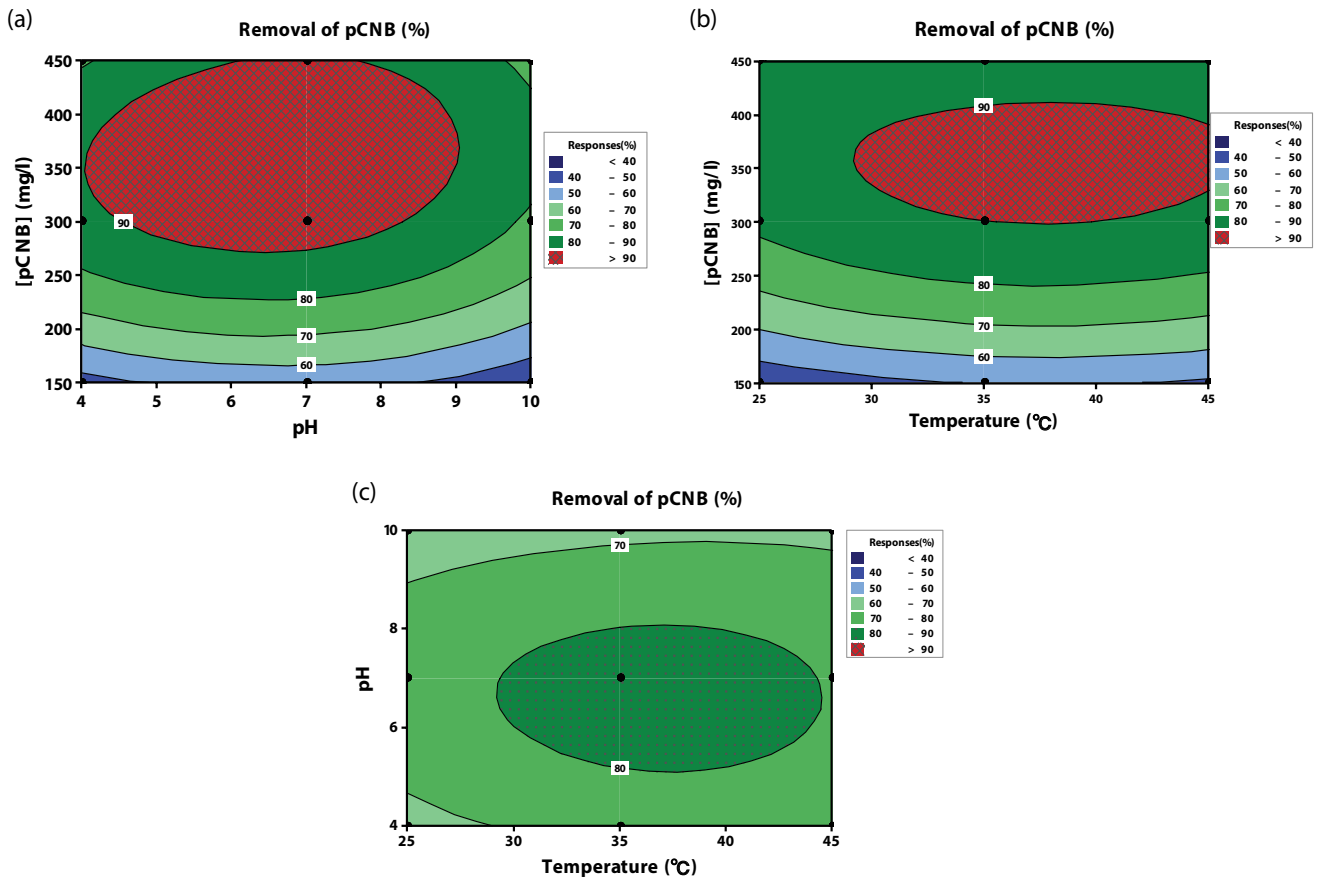 (a)
Removal of pCNB (%)
[pCNB] (mg/l)
450
400
350
300
250
200
150
90
80
70
60
4 5 6 7 8 9 10
pH
Responses(%)
< 40
40 – 50
50 – 60
60 – 70
70 – 80
80 – 90
> 90
(b)
Removal of pCNB (%)
[pCNB] (mg/l)
450
400
350
300
250
200
150
90
80
70
60
25 30 35 40 45
Temperature (℃)
Responses(%)
< 40
40 – 50
50 – 60
60 – 70
70 – 80
80 – 90
> 90
(c)
Removal of pCNB (%)
pH
10
8
6
4
70
80
25 30 35 40 45
Temperature (℃)
Responses(%)
< 40
40 – 50
50 – 60
60 – 70
70 – 80
80 – 90
> 90